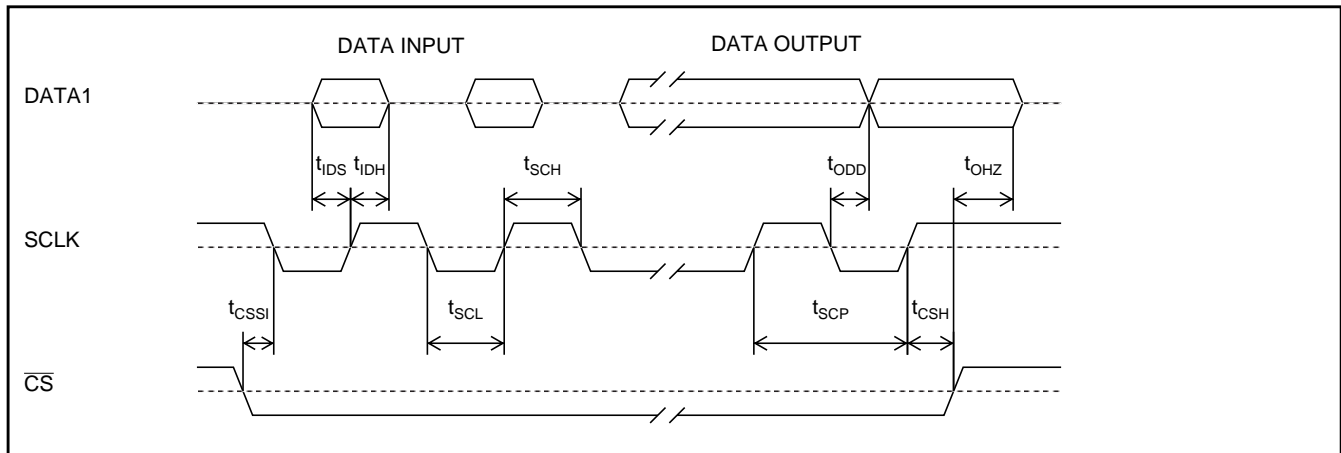 DATA INPUT DATA OUTPUT
DATA1
tIDS tIDH tSCH tODD tOHZ
SCLK
tCSSI tSCL tSCP tCSH
CS